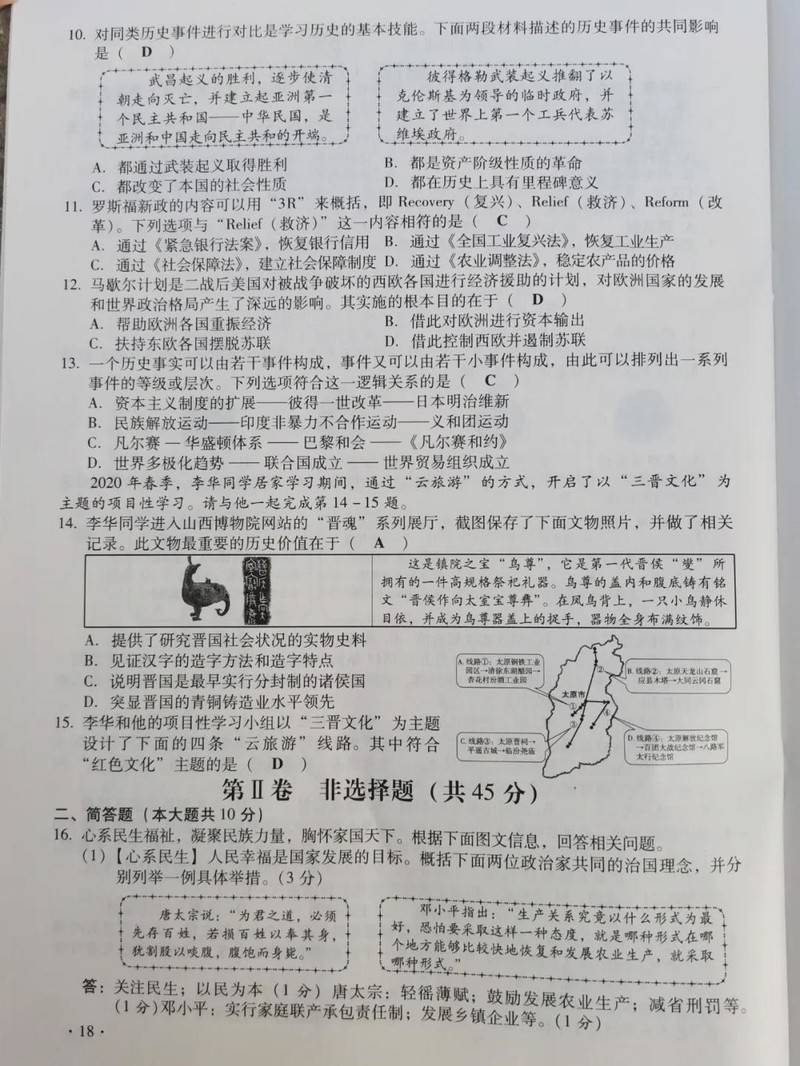 10. 对同类历史事件进行对比是学习历史的基本技能。下面两段材料描述的历史事件的共同影响
是（ D ）
武昌起义的胜利，逐步使清
朝走向灭亡，并建立起亚洲第一
个民主共和国——中华民国，是
亚洲和中国走向民主共和的开端。
彼得格勒武装起义推翻了以
克伦斯基为领导的临时政府，并
建立了世界上第一个工兵代表苏
维埃政府。
A. 都通过武装起义取得胜利 B. 都是资产阶级性质的革命
C. 都改变了本国的社会性质 D. 都在历史上具有里程碑意义
11. 罗斯福新政的内容可以用“3R”来概括，即 Recovery（复兴）、Relief（救济）、Reform（改
革）。下列选项与“Relief（救济）”这一内容相符的是（ C ）
A. 通过《紧急银行法案》，恢复银行信用 B. 通过《全国工业复兴法》，恢复工业生产
C. 通过《社会保障法》，建立社会保障制度 D. 通过《农业调整法》，稳定农产品的价格
12. 马歇尔计划是二战后美国对被战争破坏的西欧各国进行经济援助的计划，对欧洲国家的发展
和世界政治格局产生了深远的影响。其实施的根本目的在于（ D ）
A. 帮助欧洲各国重振经济 B. 借此对欧洲进行资本输出
C. 扶持东欧各国摆脱苏联 D. 借此控制西欧并遏制苏联
13. 一个历史事实可以由若干事件构成，事件又可以由若干小事件构成，由此可以排列出一系列
事件的等级或层次。下列选项符合这一逻辑关系的是（ C ）
A. 资本主义制度的扩展——彼得一世改革——日本明治维新
B. 民族解放运动——印度非暴力不合作运动——义和团运动
C. 凡尔赛 — 华盛顿体系 —— 巴黎和会 ——《凡尔赛和约》
D. 世界多极化趋势 —— 联合国成立 —— 世界贸易组织成立
2020 年春季，李华同学居家学习期间，通过“云旅游”的方式，开启了以“三晋文化”为
主题的项目性学习。请与他一起完成第 14 - 15 题。
14. 李华同学进入山西博物院网站的“晋魂”系列展厅，截图保存了下面文物照片，并做了相关
记录。此文物最重要的历史价值在于（ A ）
这是镇院之宝“鸟尊”，它是第一代晋侯“燮”所
拥有的一件高规格祭祀礼器。鸟尊的盖内和腹底铸有铭
文“晋侯作向太室宝尊彝”。在凤鸟背上，一只小鸟静休
目依，并成为鸟尊器盖上的捉手，器物全身布满纹饰。
A. 提供了研究晋国社会状况的实物史料
B. 见证汉字的造字方法和造字特点
C. 说明晋国是最早实行分封制的诸侯国
D. 突显晋国的青铜铸造业水平领先
15. 李华和他的项目性学习小组以“三晋文化”为主题
设计了下面的四条“云旅游”线路。其中符合
“红色文化”主题的是（ D ）
A. 线路①：太原钢铁工业
园区→清徐东湖醋园→
杏花村汾酒工业园
B. 线路②：太原天龙山石窟→
应县木塔→大同云冈石窟
太原市
①
②
③
④
C. 线路③：太原晋祠→
平遥古城→临汾尧庙
D. 线路④：太原解放纪念馆
→百团大战纪念馆→八路军
太行纪念馆
第Ⅱ卷 非选择题（共 45 分）
二、简答题（本大题共 10 分）
16. 心系民生福祉，凝聚民族力量，胸怀家国天下。根据下面图文信息，回答相关问题。
(1)【心系民生】人民幸福是国家发展的目标。概括下面两位政治家共同的治国理念，并分
别列举一例具体举措。（3 分）
唐太宗说：“为君之道，必须
先存百姓，若损百姓以奉其身，
犹割股以啖腹，腹饱而身毙。”
邓小平指出：“生产关系究竟以什么形式为最
好，恐怕要采取这样一种态度，就是哪种形式在哪
个地方能够比较快地恢复和发展农业生产，就采取
哪种形式。”
答：关注民生；以民为本（1 分）唐太宗：轻徭薄赋；鼓励发展农业生产；减省刑罚等。
(1 分)邓小平：实行家庭联产承包责任制；发展乡镇企业等。（1 分）
· 18 ·